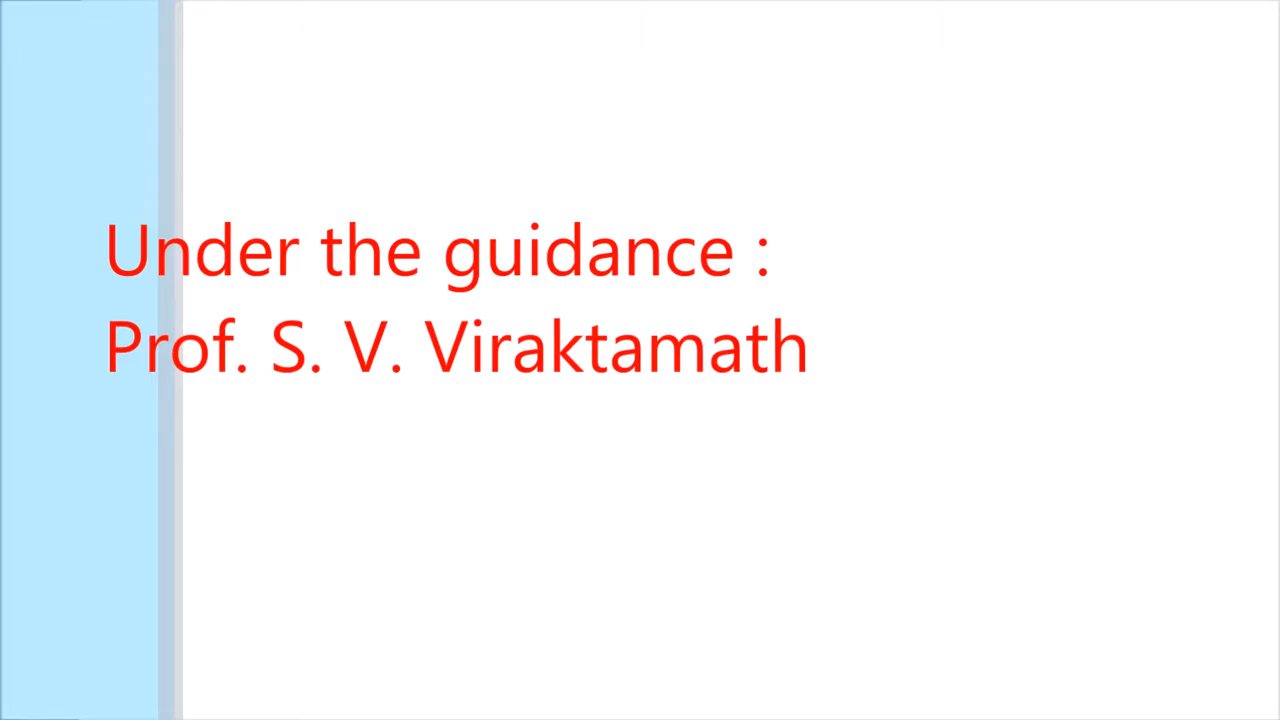 Under the guidance :
Prof. S. V. Viraktamath